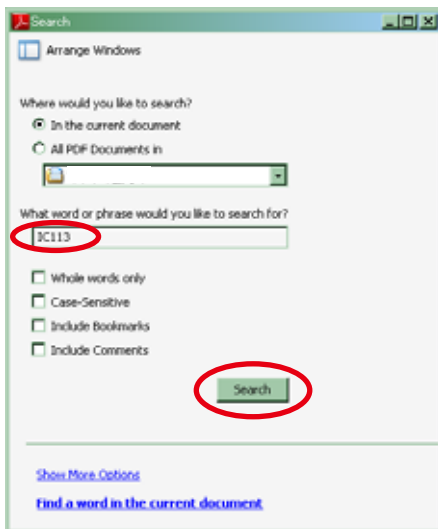 Search
Arrange Windows
Where would you like to search?
In the current document
All PDF Documents in
What word or phrase would you like to search for?
IC113
Whole words only
Case-Sensitive
Include Bookmarks
Include Comments
Search
Show More Options
Find a word in the current document